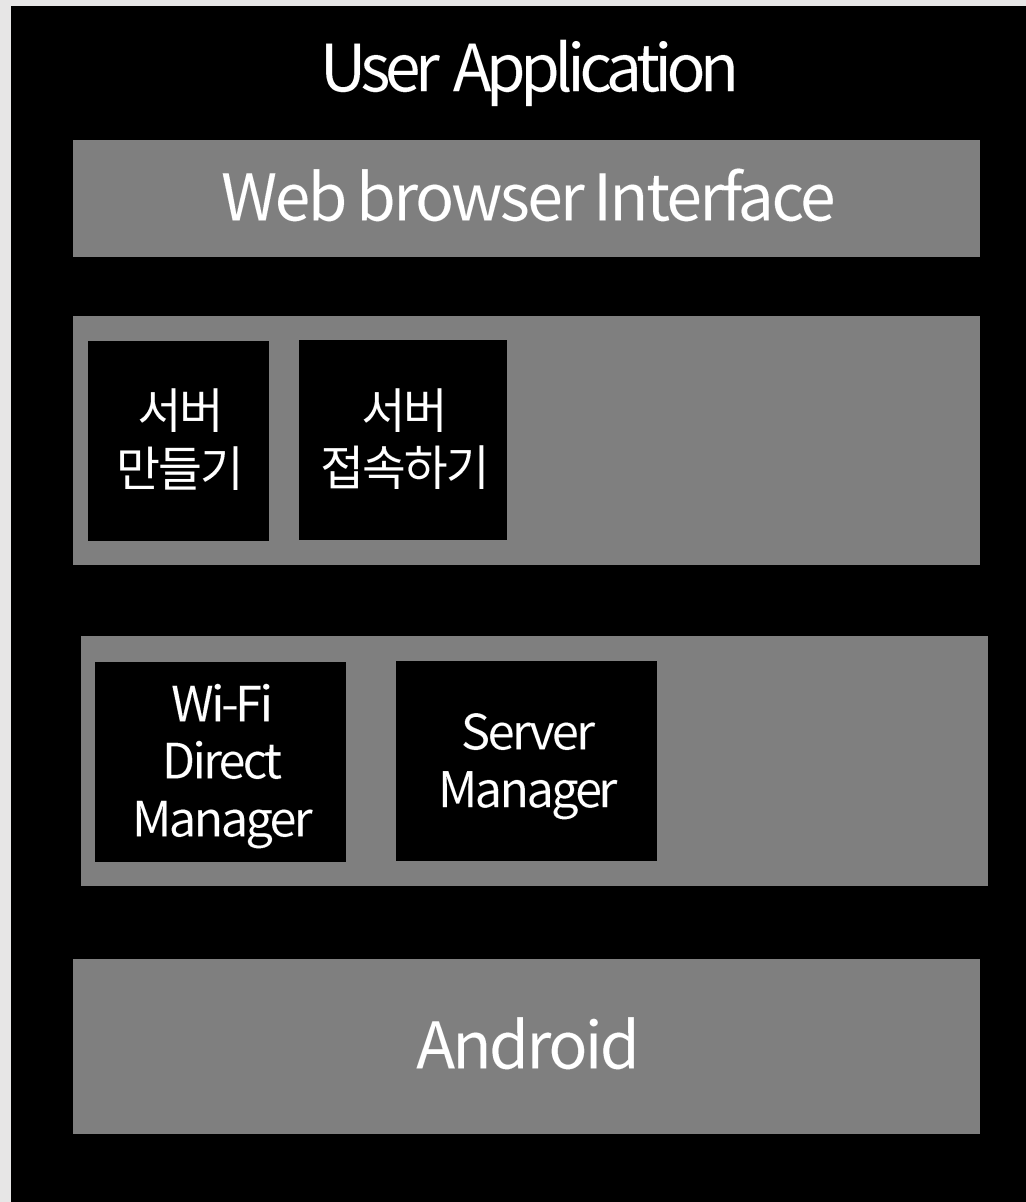 User Application
Web browser Interface
서버
만들기
서버
접속하기
Wi-Fi
Direct
Manager
Server
Manager
Android